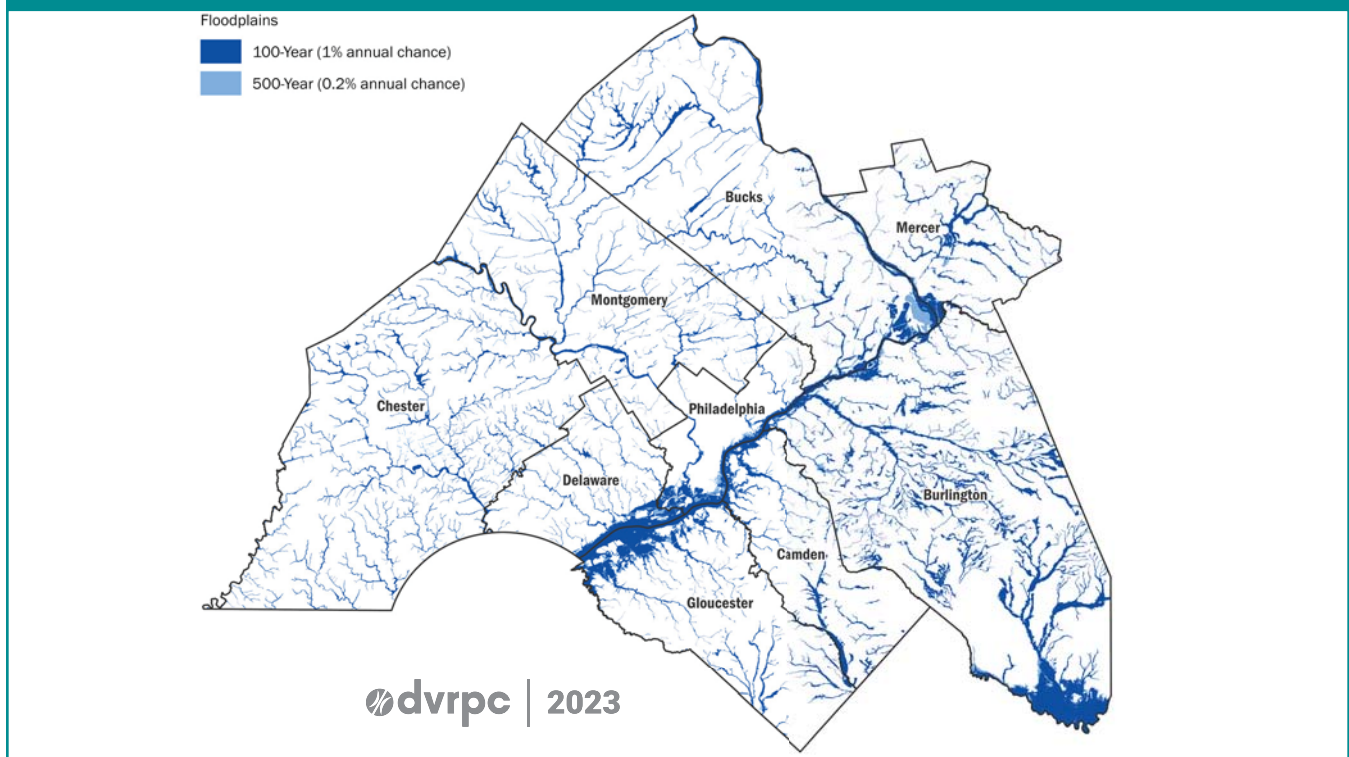 Floodplains
100-Year (1% annual chance)
500-Year (0.2% annual chance)
Bucks
Mercer
Montgomery
Chester
Philadelphia
Delaware
Burlington
Camden
Gloucester
dvrpc | 2023